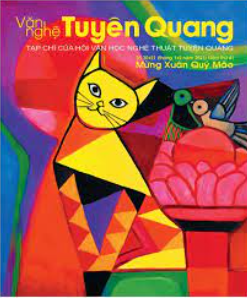 Văn nghệ Tuyên Quang
TẠP CHÍ CỦA HỘI VĂN HỌC NGHỆ THUẬT TUYÊN QUANG
Mừng Xuân Quý Mão